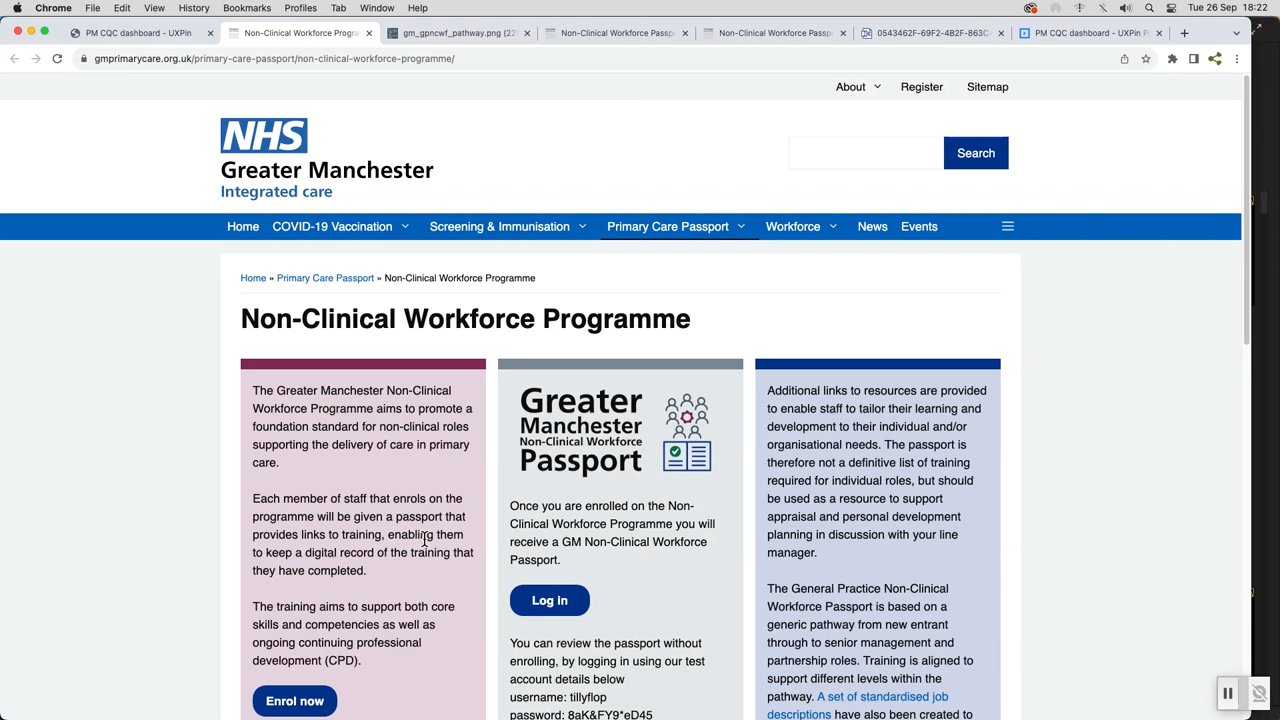 Chrome File Edit View History Bookmarks Profiles Tab Window Help Tue 26 Sep 18:22
PM CQC dashboard - UXPin Non-Clinical Workforce Progra gm_gpncwf_pathway.png (22 Non-Clinical Workforce Passp Non-Clinical Workforce Passp 0543462F-69F2-4B2F-863C- PM CQC dashboard - UXPin P
gmprimarycare.org.uk/primary-care-passport/non-clinical-workforce-programme/
About Register Sitemap
NHS
Greater Manchester
Integrated care
Search
Home COVID-19 Vaccination Screening & Immunisation Primary Care Passport Workforce News Events
Home » Primary Care Passport » Non-Clinical Workforce Programme
Non-Clinical Workforce Programme
The Greater Manchester Non-Clinical
Workforce Programme aims to promote a
foundation standard for non-clinical roles
supporting the delivery of care in primary
care.
Each member of staff that enrols on the
programme will be given a passport that
provides links to training, enabling them
to keep a digital record of the training that
they have completed.
The training aims to support both core
skills and competencies as well as
ongoing continuing professional
development (CPD).
Enrol now
Greater
Manchester
Non-Clinical Workforce
Passport
Once you are enrolled on the Non-
Clinical Workforce Programme you will
receive a GM Non-Clinical Workforce
Passport.
Log in
You can review the passport without
enrolling, by logging in using our test
account details below
username: tillyflop
password: 8aK&FY9*eD45
Additional links to resources are provided
to enable staff to tailor their learning and
development to their individual and/or
organisational needs. The passport is
therefore not a definitive list of training
required for individual roles, but should
be used as a resource to support
appraisal and personal development
planning in discussion with your line
manager.
The General Practice Non-Clinical
Workforce Passport is based on a
generic pathway from new entrant
through to senior management and
partnership roles. Training is aligned to
support different levels within the
pathway. A set of standardised job
descriptions have also been created to